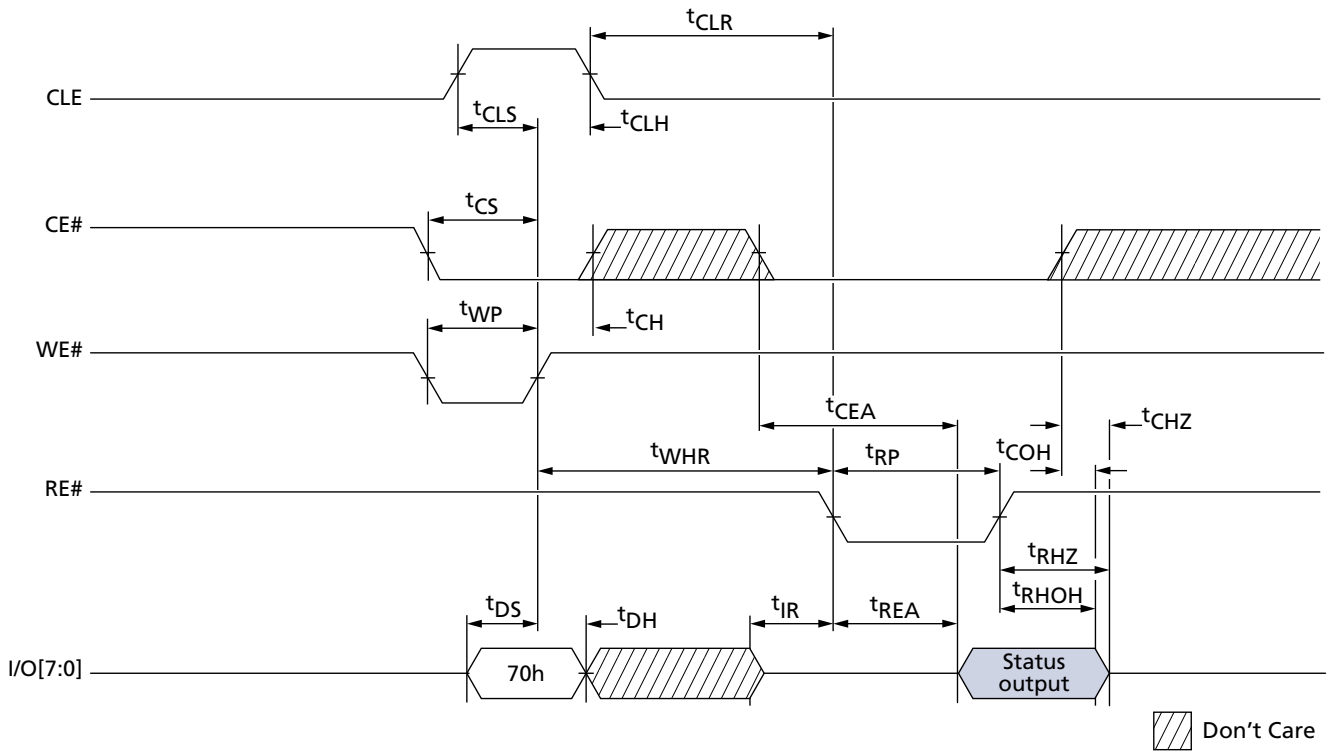 tCLR
CLE
tCLS
tCLH
tCS
CE#
tWP
tCH
WE#
tCEA
tCHZ
tWHR
tRP
tCOH
RE#
tRHZ
tDS
tDH
tIR
tREA
tRHOH
I/O[7:0]
70h
Status
output
Don't Care